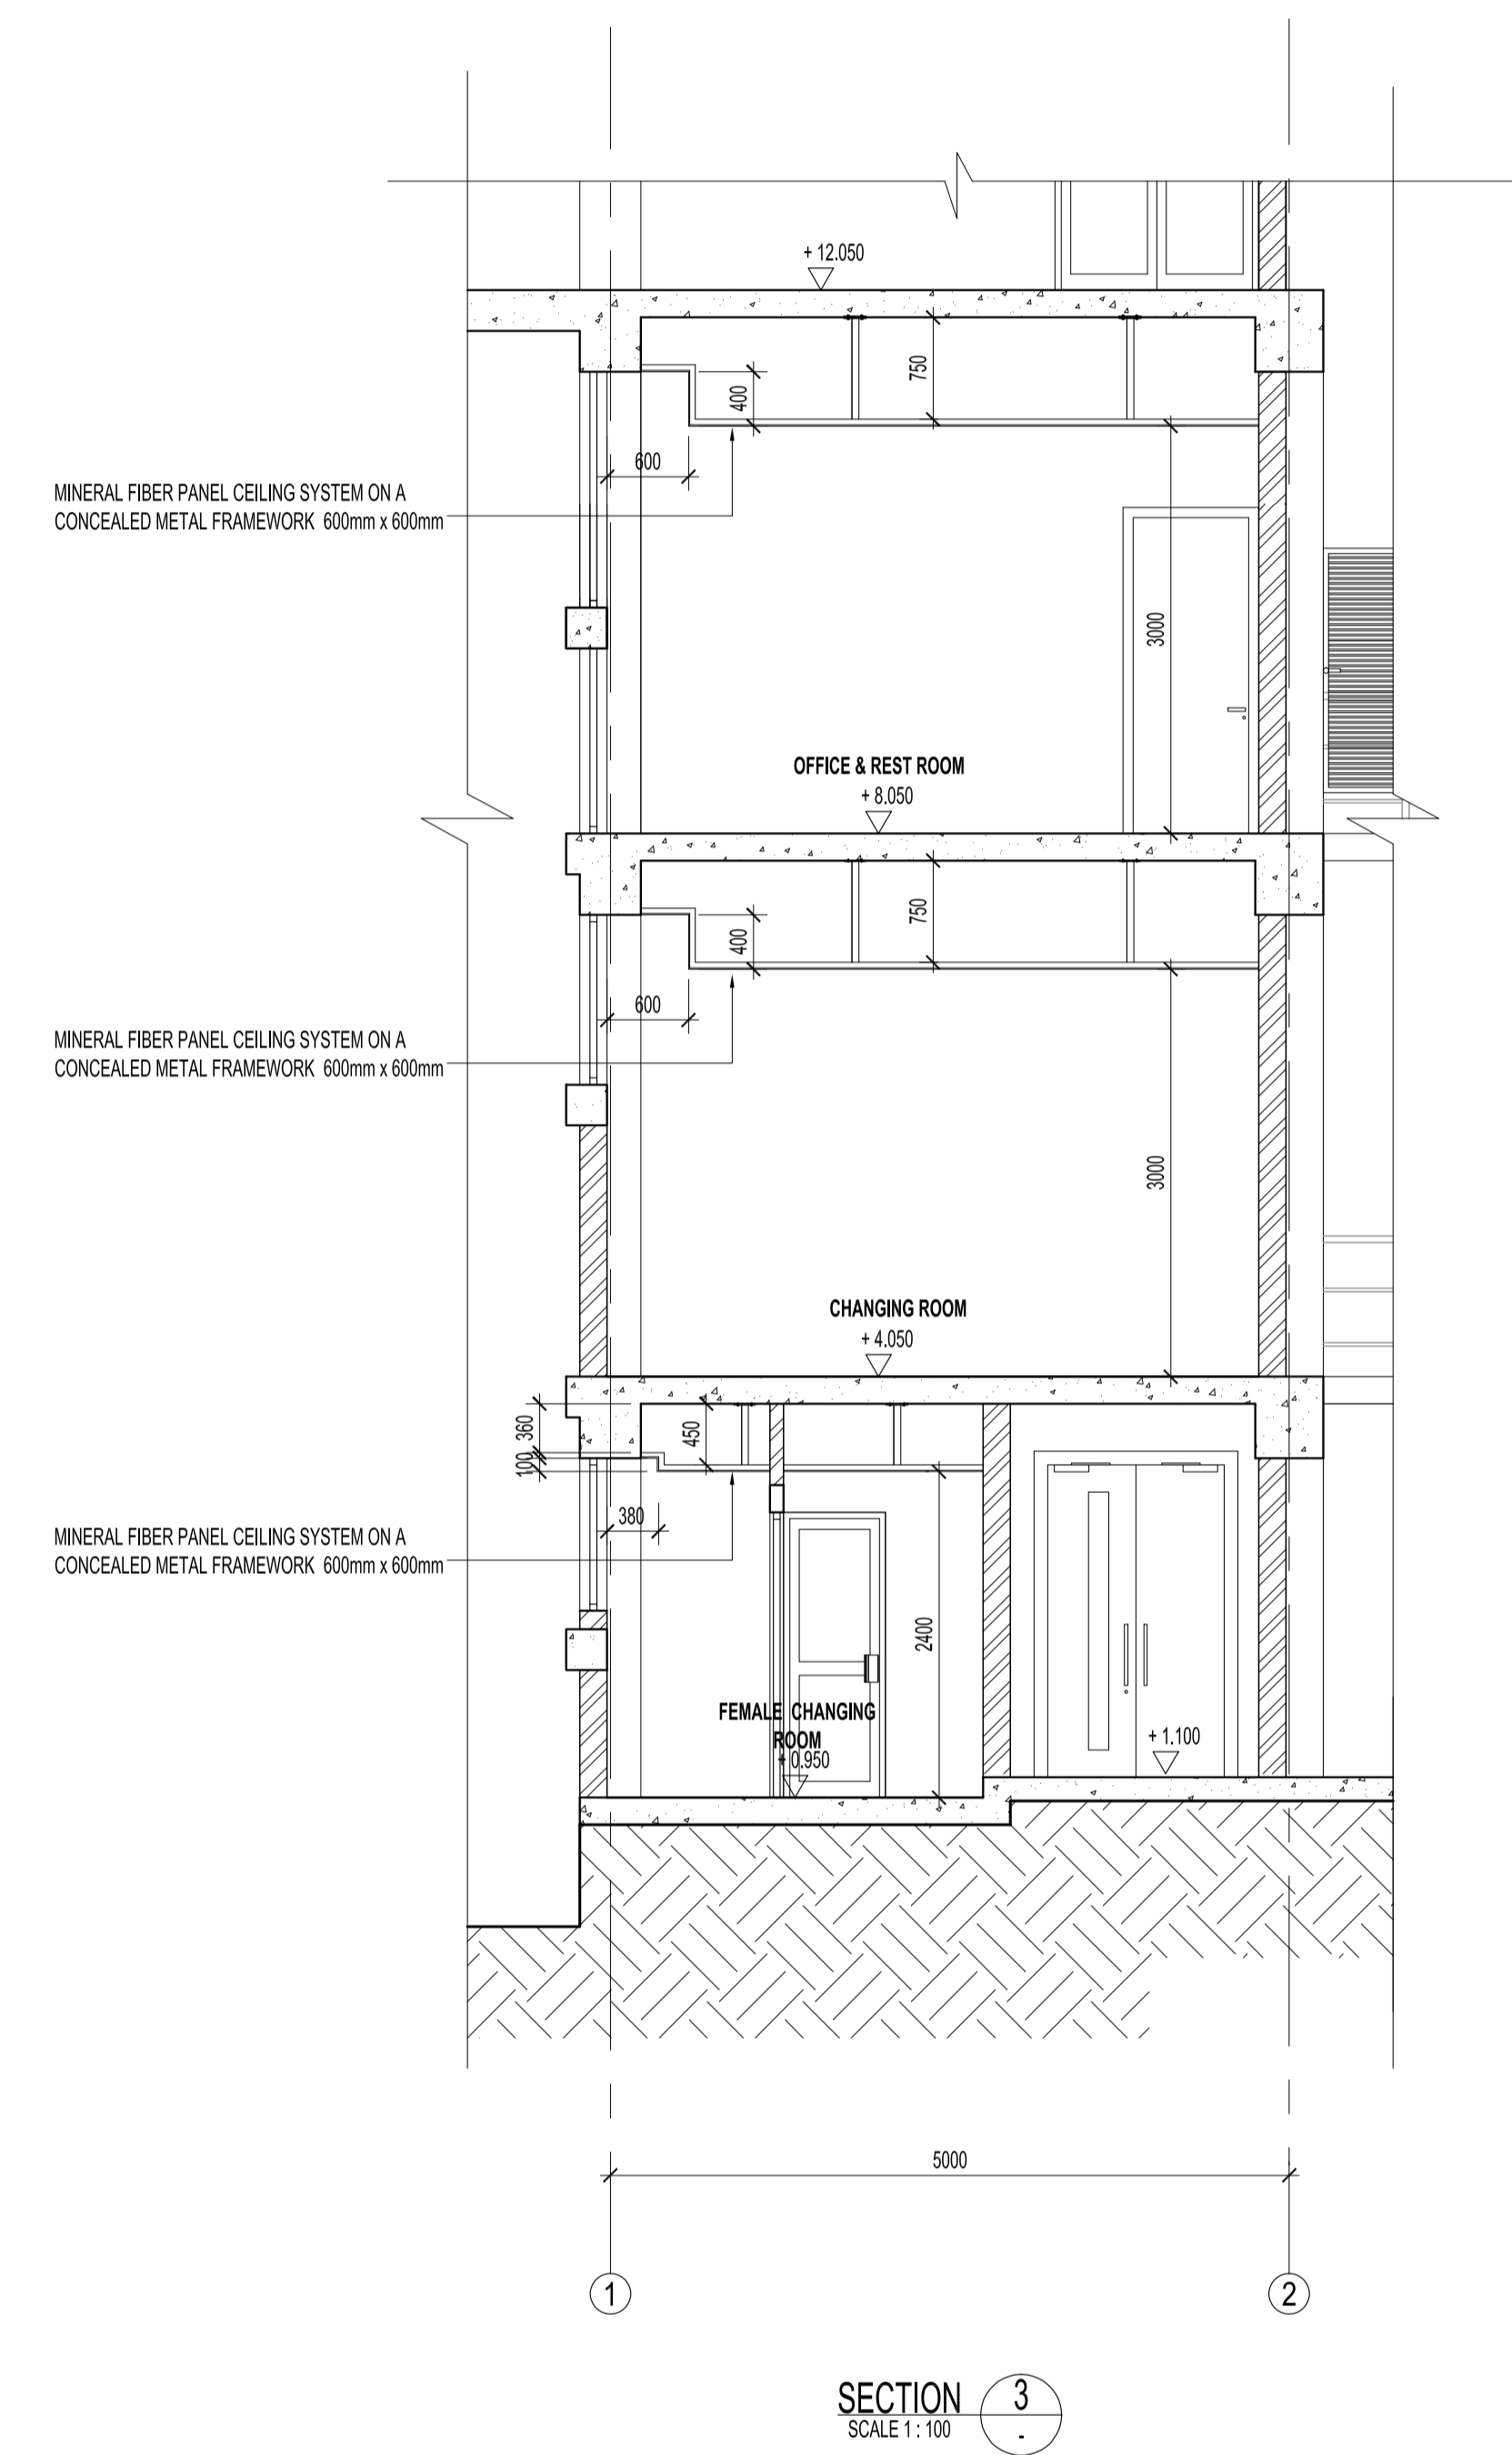 + 12.050
750
400
600
MINERAL FIBER PANEL CEILING SYSTEM ON A
CONCEALED METAL FRAMEWORK 600mm x 600mm
3000
OFFICE & REST ROOM
+ 8.050
750
400
600
MINERAL FIBER PANEL CEILING SYSTEM ON A
CONCEALED METAL FRAMEWORK 600mm x 600mm
3000
CHANGING ROOM
+ 4.050
360
450
100
380
MINERAL FIBER PANEL CEILING SYSTEM ON A
CONCEALED METAL FRAMEWORK 600mm x 600mm
2400
FEMALE CHANGING
ROOM
+ 0.950
+ 1.100
5000
1
2
SECTION
3
SCALE 1 : 100
-